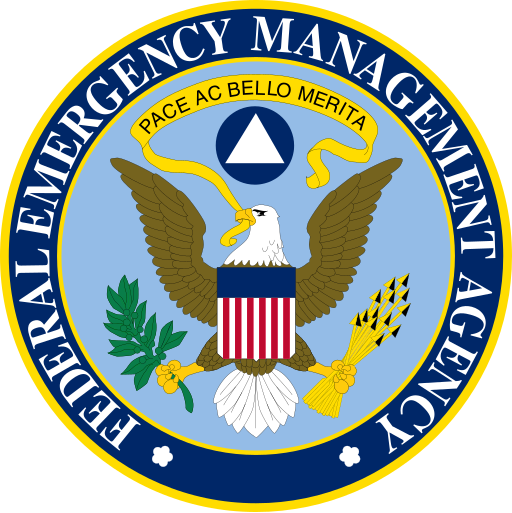 FEDERAL EMERGENCY MANAGEMENT AGENCY
PACE AC BELLO MERITA